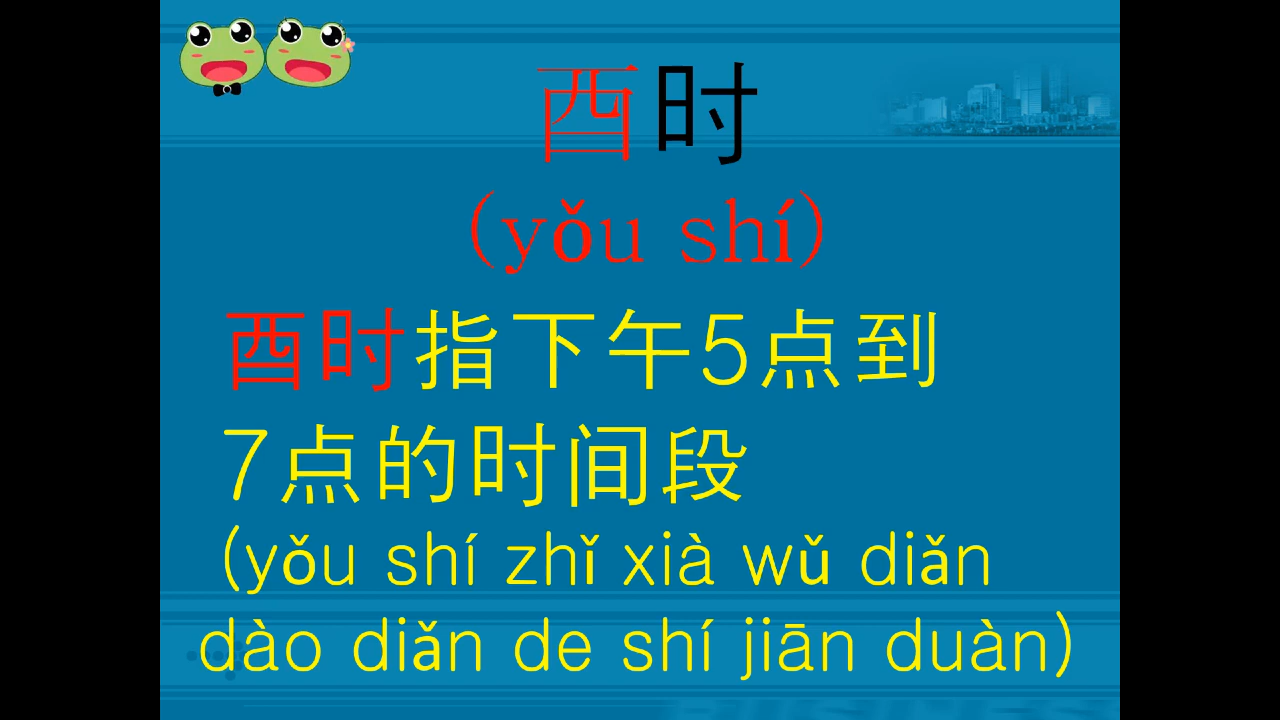 酉时
(yǒu shí)
酉时指下午5点到
7点的时间段
(yǒu shí zhǐ xià wǔ diǎn
dào diǎn de shí jiān duàn)
BUSINESS